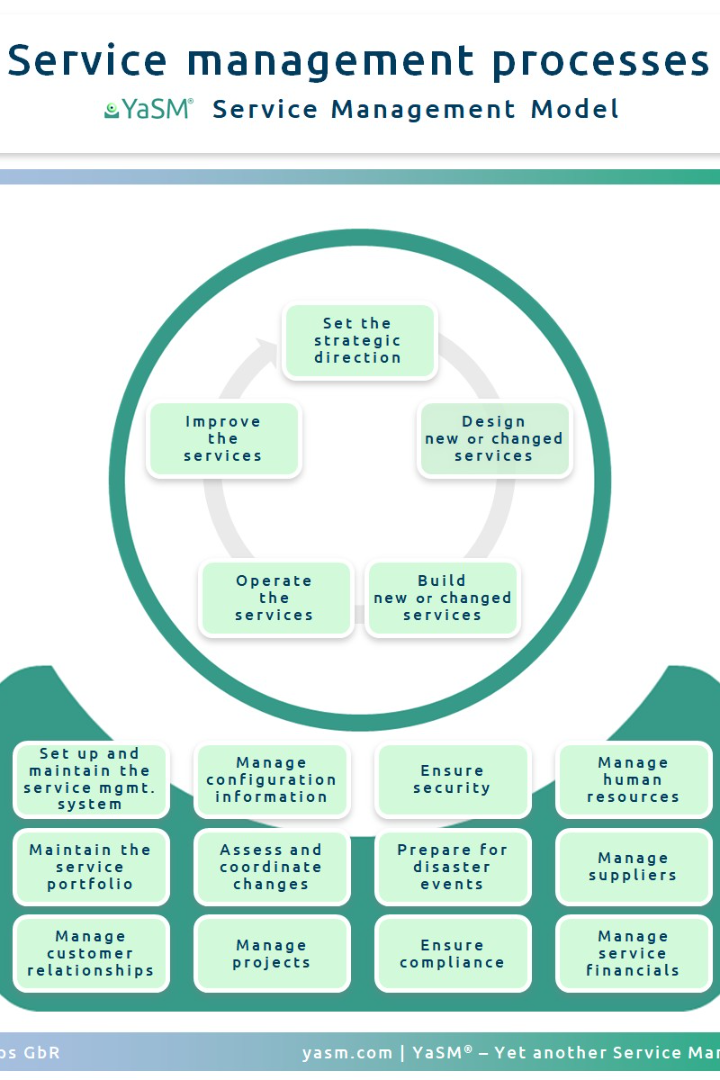 Service management processes
YaSM® Service Management Model
Set the
strategic
direction
Improve
the
services
Design
new or changed
services
Operate
the
services
Build
new or changed
services
Set up and
maintain the
service mgmt.
system
Manage
configuration
information
Ensure
security
Manage
human
resources
Maintain the
service
portfolio
Assess and
coordinate
changes
Prepare for
disaster
events
Manage
suppliers
Manage
customer
relationships
Manage
projects
Ensure
compliance
Manage
service
financials
GbR
yasm.com | YaSM® – Yet another Service